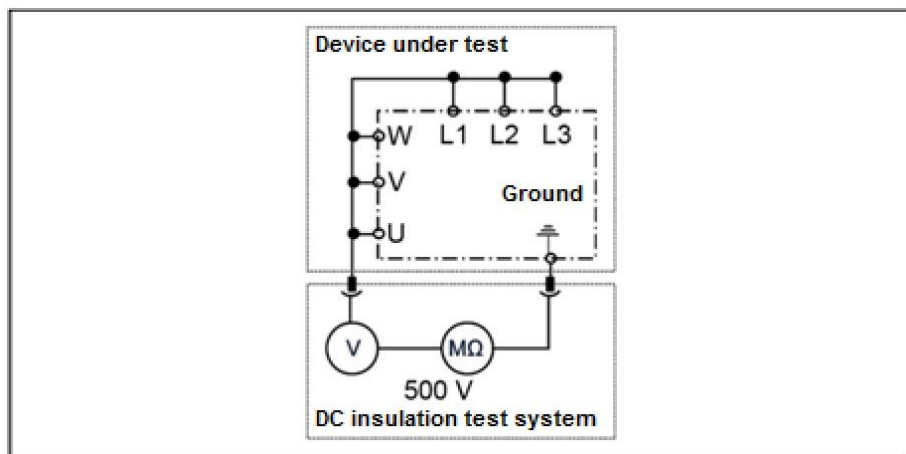 Device under test
W L1 L2 L3
V
Ground
U
V MΩ
500 V
DC insulation test system